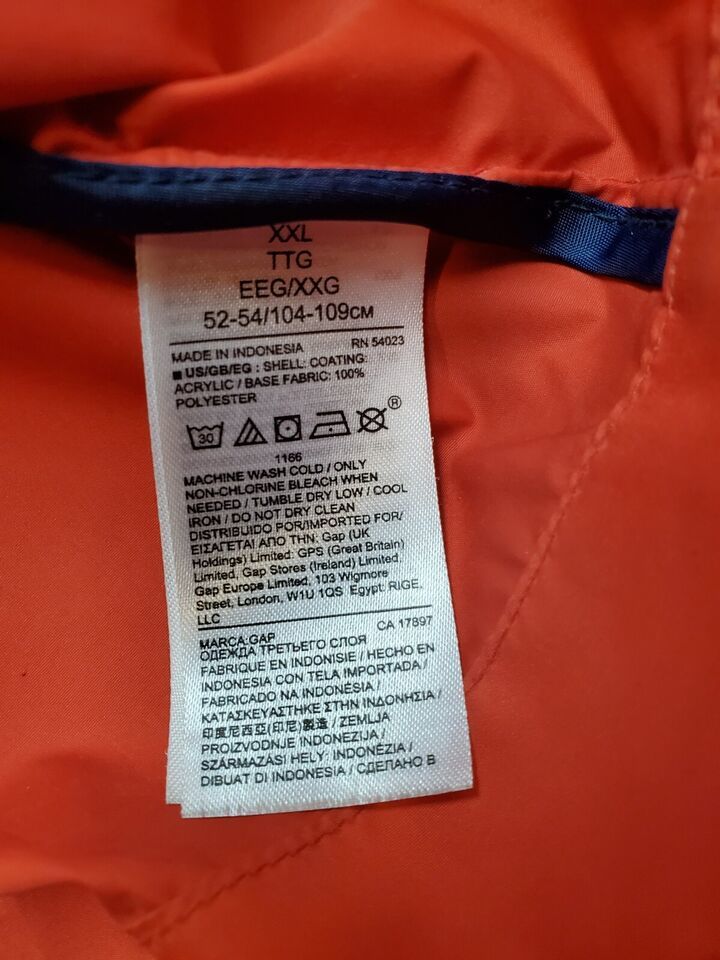 XXL
TTG
EEG/XXG
52-54/104-109CM
MADE IN INDONESIA RN 54023
■ US/GB/EG : SHELL: COATING:
ACRYLIC / BASE FABRIC: 100%
POLYESTER
30 ®
1166
MACHINE WASH COLD / ONLY
NON-CHLORINE BLEACH WHEN
NEEDED / TUMBLE DRY LOW / COOL
IRON / DO NOT DRY CLEAN
DISTRIBUIDO POR/IMPORTED FOR/
ΕΙΣΑΓΕΤΑΙ ΑΠΟ ΤΗΝ: Gap (UK
Holdings) Limited: GPS (Great Britain)
Limited, Gap Stores (Ireland) Limited,
Gap Europe Limited, 103 Wigmore
Street, London, W1U 1QS Egypt: RIGE,
LLC
MARCA:GAP CA 17897
ОДЕЖДА ТРЕТЬЕГО СЛОЯ
FABRIQUE EN INDONISIE / HECHO EN
INDONESIA CON TELA IMPORTADA /
FABRICADO NA INDONÉSIA /
ΚΑΤΑΣΚΕΥΑΣΤΗΚΕ ΣΤΗΝ ΙΝΔΟΝΗΣΙΑ /
印度尼西亞(印尼)製造 / ZEMLJA
PROIZVODNJE INDONEZIJA /
SZÁRMAZÁSI HELY: INDONÉZIA /
DIBUAT DI INDONESIA / СДЕЛАНО В